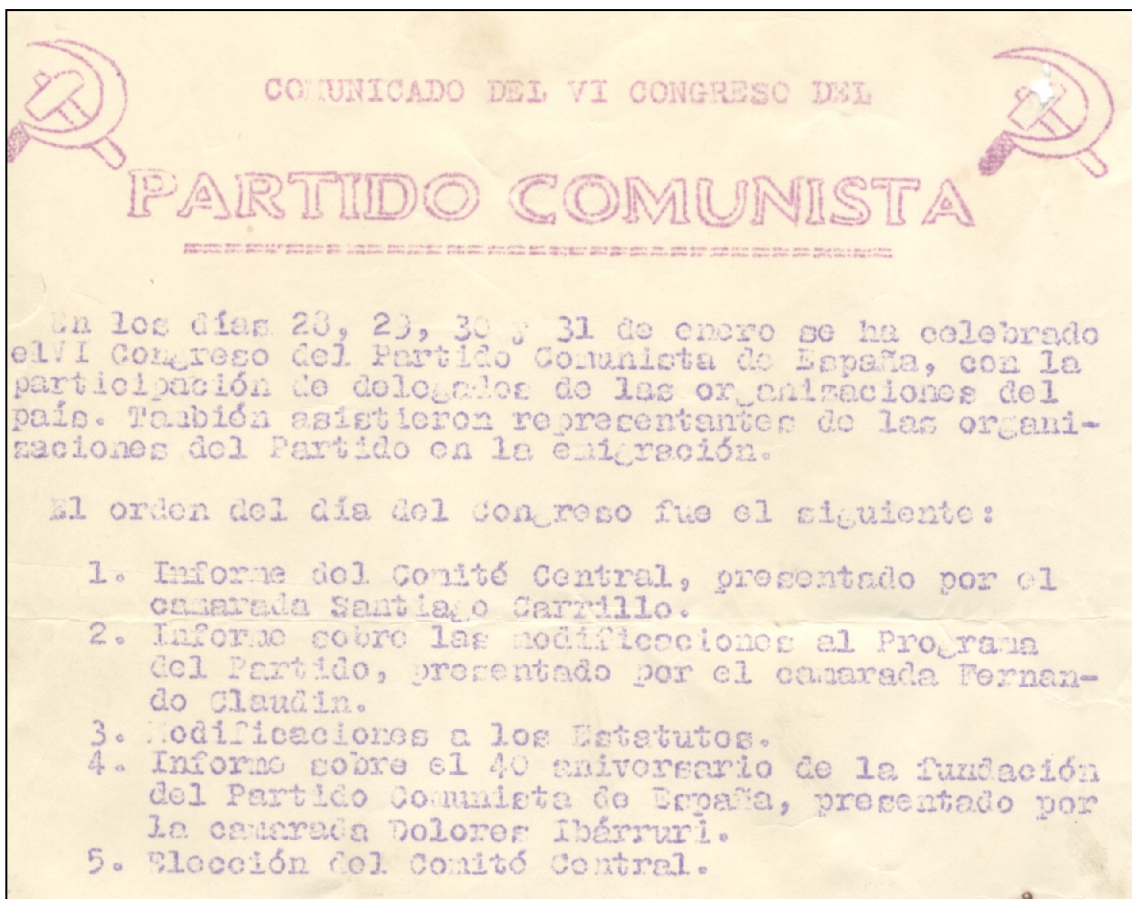 COMUNICADO DEL VI CONGRESO DEL
PARTIDO COMUNISTA
En los días 28, 29, 30 y 31 de enero se ha celebrado
elVI Congreso del Partido Comunista de España, con la
participación de delegados de las organizaciones del
país. También asistieron representantes de las organi-
zaciones del Partido en la emigración.
El orden del día del Congreso fue el siguiente:
1. Informe del Comité Central, presentado por el
camarada Santiago Carrillo.
2. Informe sobre las modificaciones al Programa
del Partido, presentado por el camarada Fernan-
do Claudin.
3. Modificaciones a los Estatutos.
4. Informe sobre el 40 aniversario de la fundación
del Partido Comunista de España, presentado por
la camarada Dolores Ibárruri.
5. Elección del Comité Central.